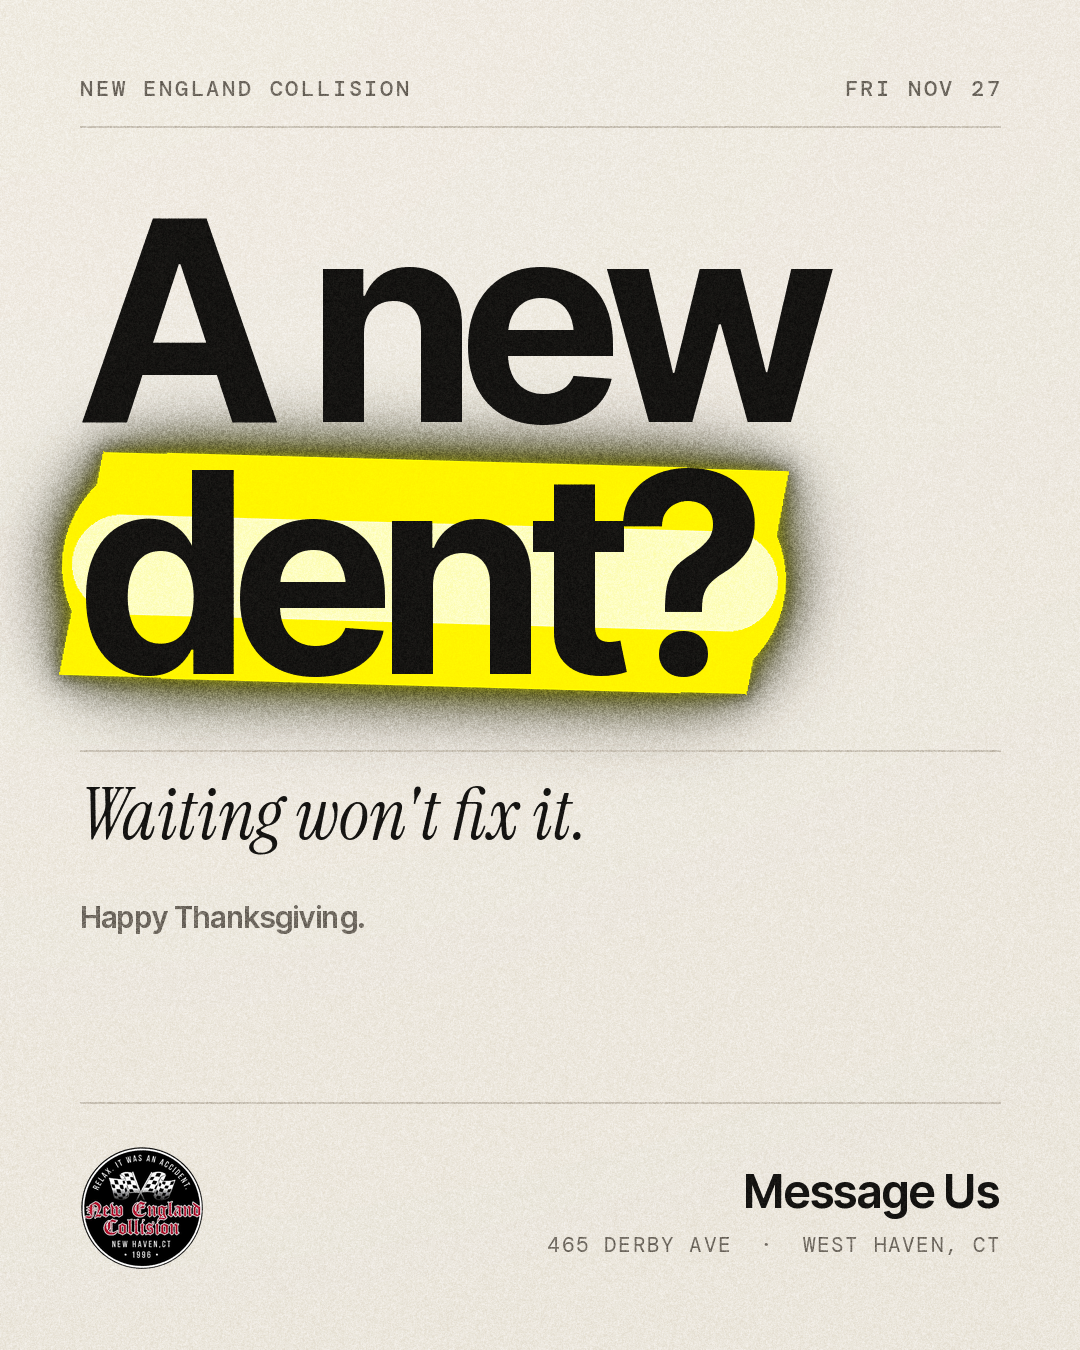 NEW ENGLAND COLLISION
FRI NOV 27
A new
dent?
Waiting won't fix it.
Happy Thanksgiving.
RELAX, IT WAS AN ACCIDENT.
New England
Collision
NEW HAVEN,CT
• 1996 •
Message Us
465 DERBY AVE · WEST HAVEN, CT